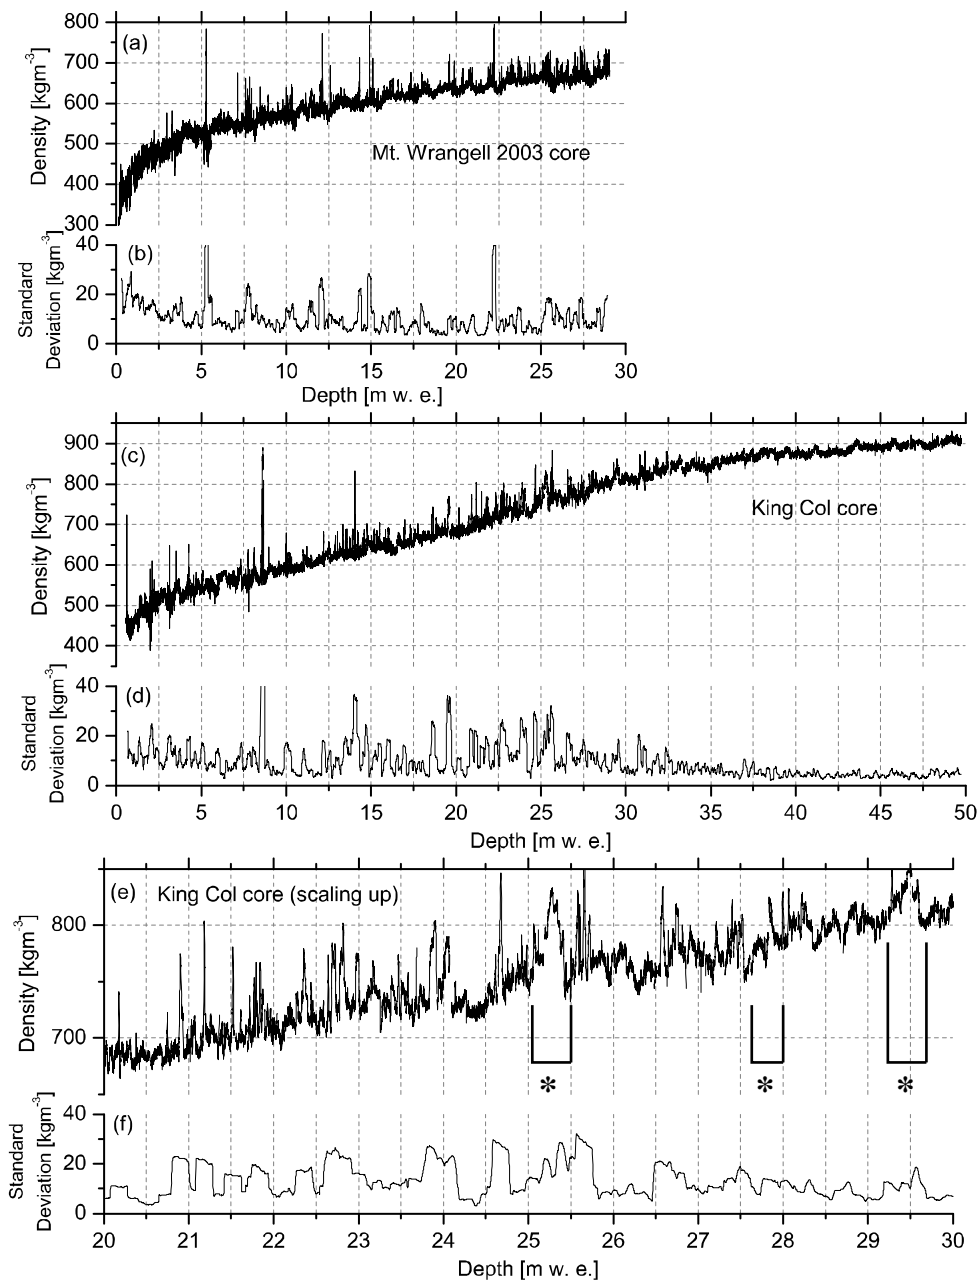 (a)
800
700
600
500
400
300
Density [kgm-3]
Mt. Wrangell 2003 core
(b)
40
20
0
Standard
Deviation [kgm-3]
0 5 10 15 20 25 30
Depth [m w. e.]
(c)
900
800
700
600
500
400
Density [kgm-3]
King Col core
(d)
40
20
0
Standard
Deviation [kgm-3]
0 5 10 15 20 25 30 35 40 45 50
Depth [m w. e.]
(e) King Col core (scaling up)
800
700
Density [kgm-3]
* * *
(f)
40
20
0
Standard
Deviation [kgm-3]
20 21 22 23 24 25 26 27 28 29 30
Depth [m w. e.]